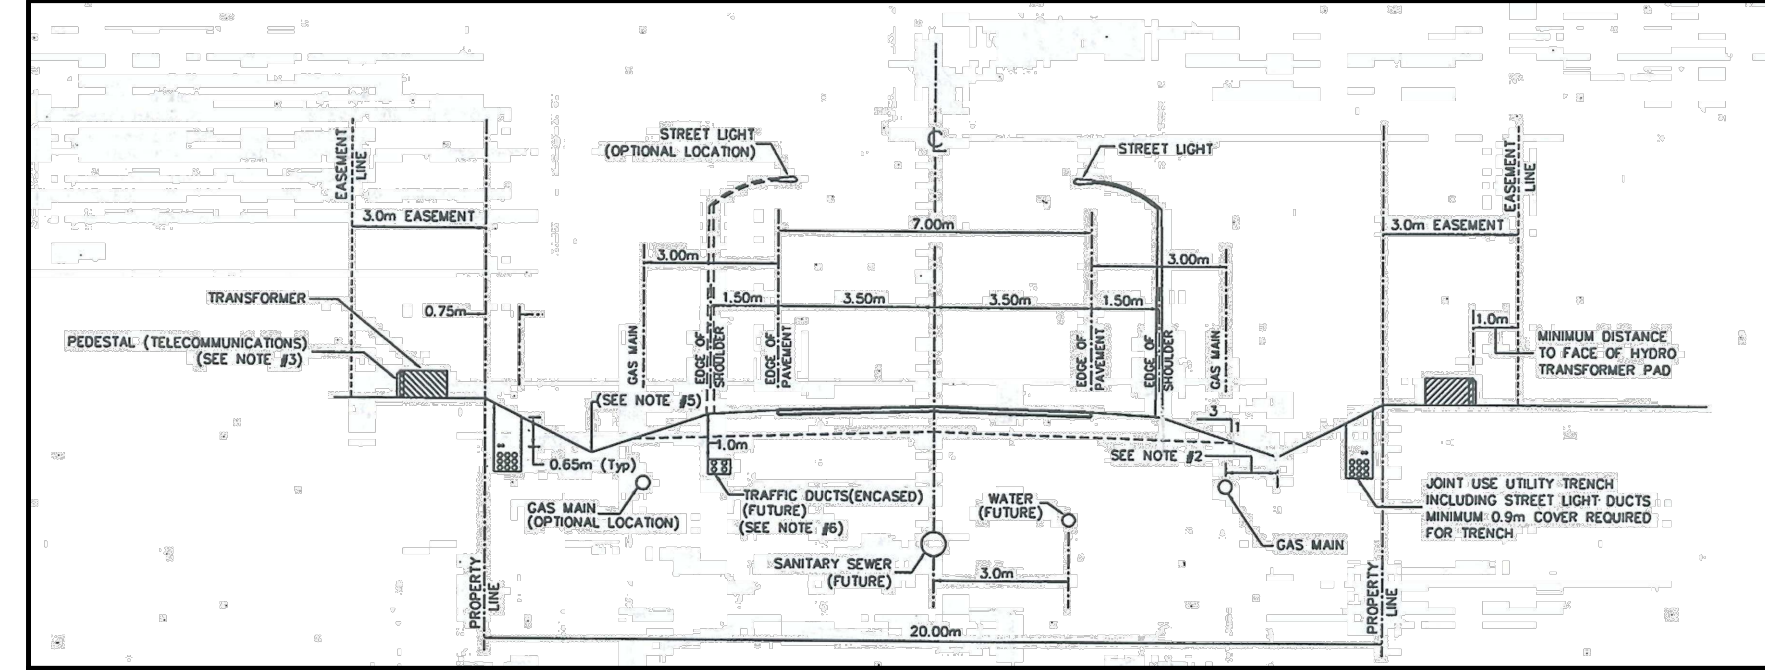 STREET LIGHT
(OPTIONAL LOCATION)
℄
STREET LIGHT
EASEMENT
LINE
EASEMENT
LINE
3.0m EASEMENT
7.00m
3.0m EASEMENT
3.00m
3.00m
TRANSFORMER
0.75m
1.50m
3.50m
3.50m
1.50m
1.0m
PEDESTAL (TELECOMMUNICATIONS)
(SEE NOTE #3)
GAS MAIN
EDGE OF
SHOULDER
EDGE OF
PAVEMENT
EDGE OF
PAVEMENT
EDGE OF
SHOULDER
GAS MAIN
MINIMUM DISTANCE
TO FACE OF HYDRO
TRANSFORMER PAD
(SEE NOTE #5)
3
1
1.0m
0.65m (Typ)
SEE NOTE #2
GAS MAIN
(OPTIONAL LOCATION)
TRAFFIC DUCTS(ENCASED)
(FUTURE)
(SEE NOTE #6)
WATER
(FUTURE)
JOINT USE UTILITY TRENCH
INCLUDING STREET LIGHT DUCTS
MINIMUM 0.9m COVER REQUIRED
FOR TRENCH
GAS MAIN
SANITARY SEWER
(FUTURE)
3.0m
PROPERTY
LINE
PROPERTY
LINE
20.00m